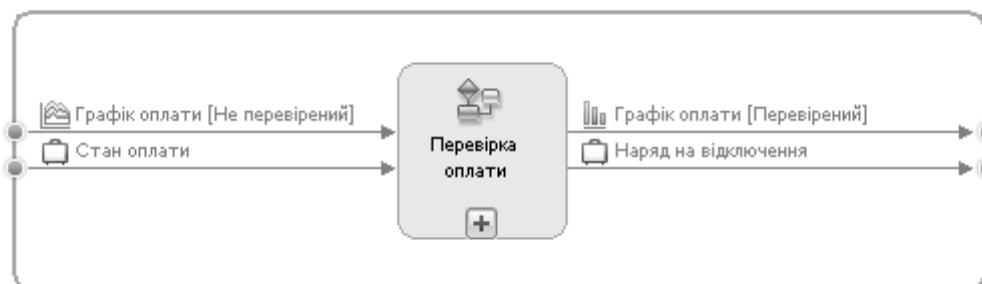 Графік оплати [Не перевірений]
Стан оплати
Перевірка
оплати
Графік оплати [Перевірений]
Наряд на відключення